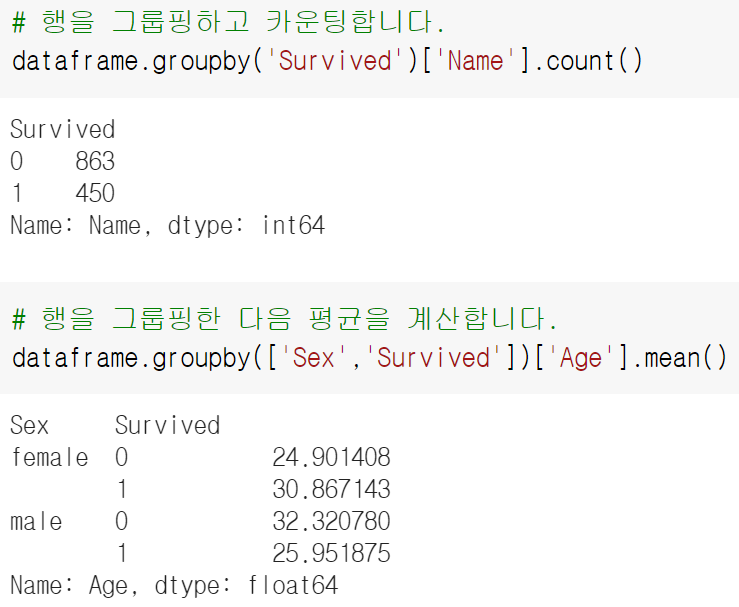 # 행을 그룹핑하고 카운팅합니다.
dataframe.groupby('Survived')['Name'].count()
Survived
0    863
1    450
Name: Name, dtype: int64
# 행을 그룹핑한 다음 평균을 계산합니다.
dataframe.groupby(['Sex','Survived'])['Age'].mean()
Sex     Survived
female  0           24.901408
        1           30.867143
male    0           32.320780
        1           25.951875
Name: Age, dtype: float64